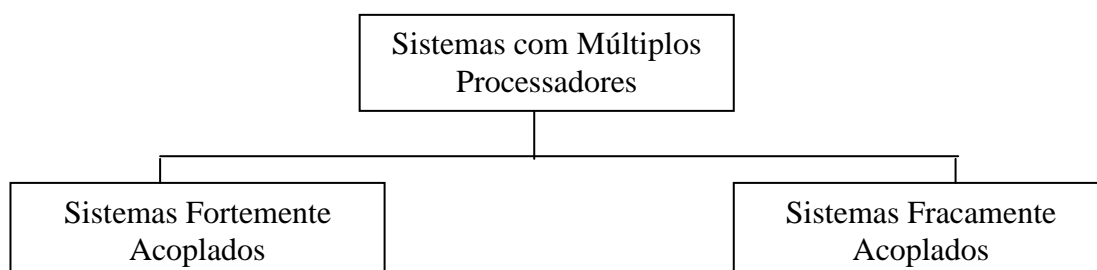 Sistemas com Múltiplos
Processadores
Sistemas Fortemente
Acoplados
Sistemas Fracamente
Acoplados